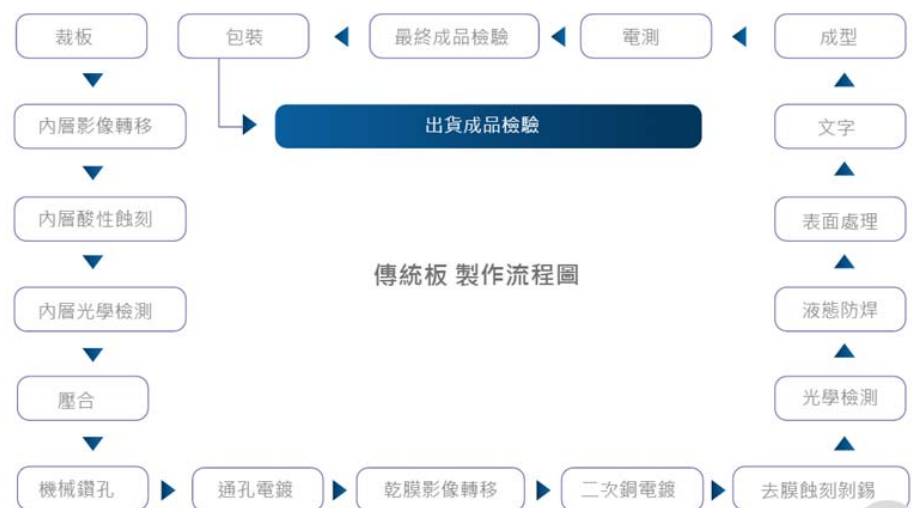 裁板
包裝
最終成品檢驗
電測
成型
內層影像轉移
出貨成品檢驗
文字
內層酸性蝕刻
表面處理
傳統板 製作流程圖
內層光學檢測
液態防焊
壓合
光學檢測
機械鑽孔
通孔電鍍
乾膜影像轉移
二次銅電鍍
去膜蝕刻剝錫